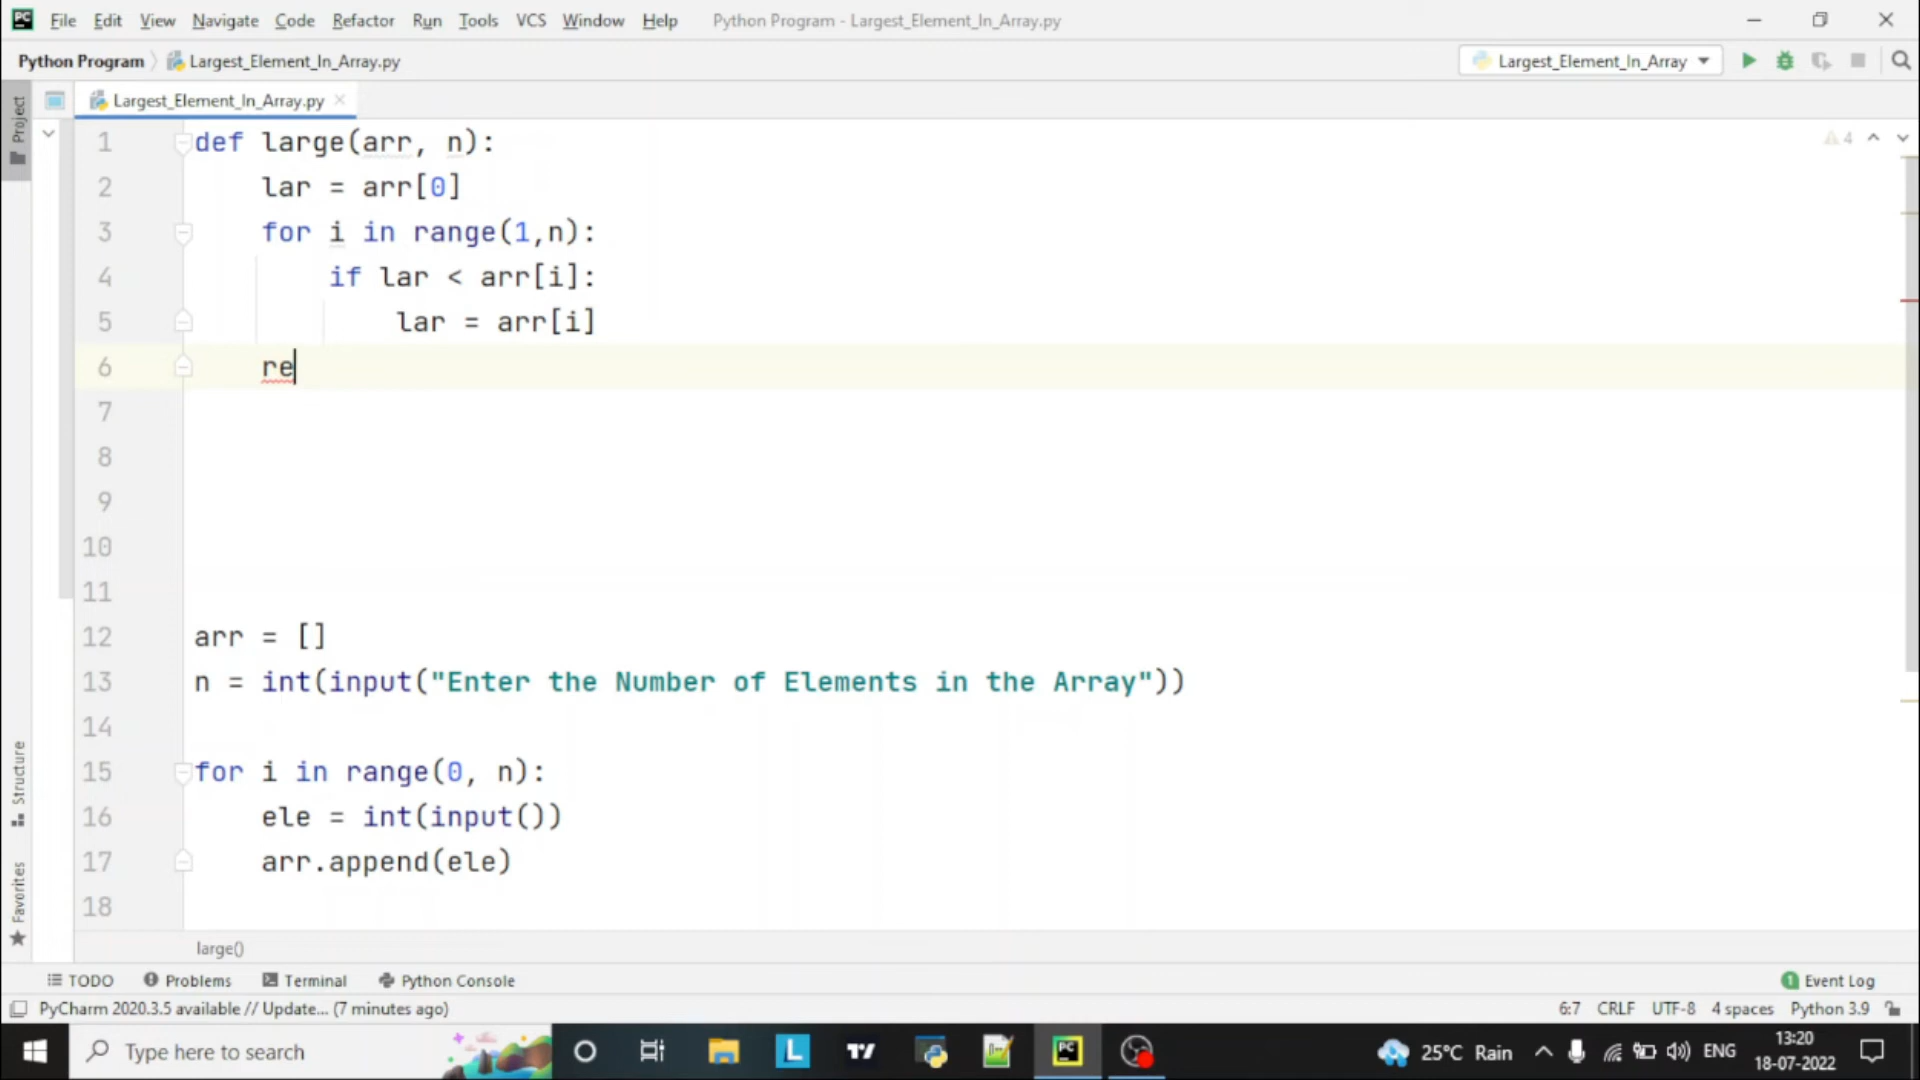 File Edit View Navigate Code Refactor Run Tools VCS Window Help Python Program - Largest_Element_In_Array.py
Python Program Largest_Element_In_Array.py Largest_Element_In_Array
Project
Largest_Element_In_Array.py
1 def large(arr, n):
4
2 lar = arr[0]
3 for i in range(1,n):
4 if lar < arr[i]:
5 lar = arr[i]
6 re
7
8
9
10
11
12 arr = []
13 n = int(input("Enter the Number of Elements in the Array"))
14
15 for i in range(0, n):
16 ele = int(input())
17 arr.append(ele)
18
Structure
Favorites
large()
TODO Problems Terminal Python Console Event Log
PyCharm 2020.3.5 available // Update... (7 minutes ago) 6:7 CRLF UTF-8 4 spaces Python 3.9
Type here to search 25°C Rain ENG 13:20
18-07-2022